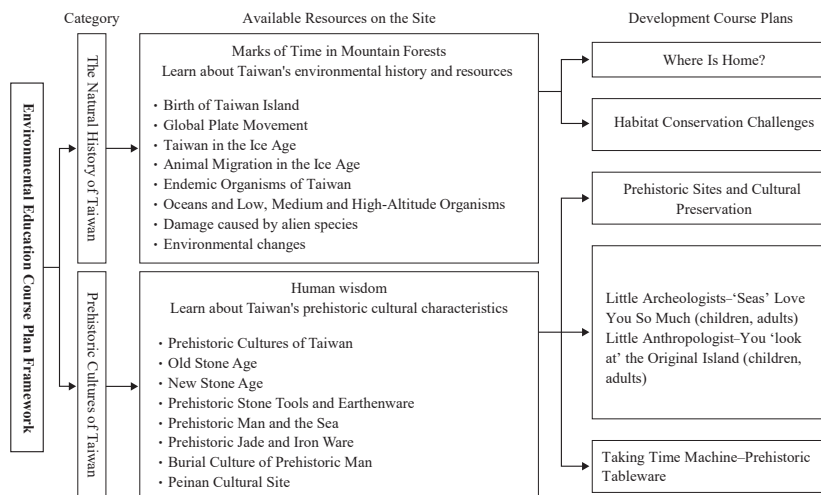 Category
Available Resources on the Site
Development Course Plans
Environmental Education Course Plan Framework
The Natural History of Taiwan
Marks of Time in Mountain Forests
Learn about Taiwan's environmental history and resources
・Birth of Taiwan Island
・Global Plate Movement
・Taiwan in the Ice Age
・Animal Migration in the Ice Age
・Endemic Organisms of Taiwan
・Oceans and Low, Medium and High-Altitude Organisms
・Damage caused by alien species
・Environmental changes
Where Is Home?
Habitat Conservation Challenges
Prehistoric Cultures of Taiwan
Human wisdom
Learn about Taiwan's prehistoric cultural characteristics
・Prehistoric Cultures of Taiwan
・Old Stone Age
・New Stone Age
・Prehistoric Stone Tools and Earthenware
・Prehistoric Man and the Sea
・Prehistoric Jade and Iron Ware
・Burial Culture of Prehistoric Man
・Peinan Cultural Site
Prehistoric Sites and Cultural
Preservation
Little Archeologists–‘Seas’ Love
You So Much (children, adults)
Little Anthropologist–You ‘look
at’ the Original Island (children,
adults)
Taking Time Machine–Prehistoric
Tableware